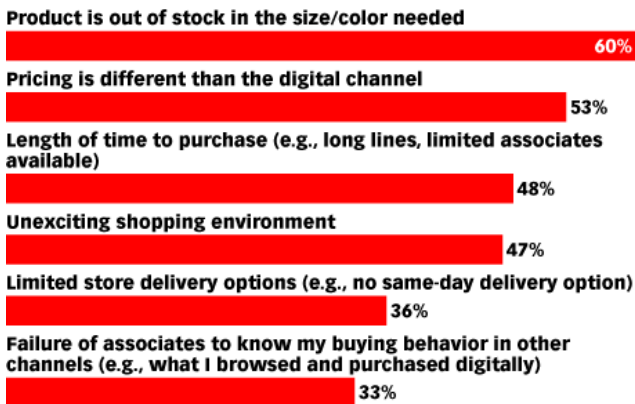 Product is out of stock in the size/color needed
60%
Pricing is different than the digital channel
53%
Length of time to purchase (e.g., long lines, limited associates
available)
48%
Unexciting shopping environment
47%
Limited store delivery options (e.g., no same-day delivery option)
36%
Failure of associates to know my buying behavior in other
channels (e.g., what I browsed and purchased digitally)
33%